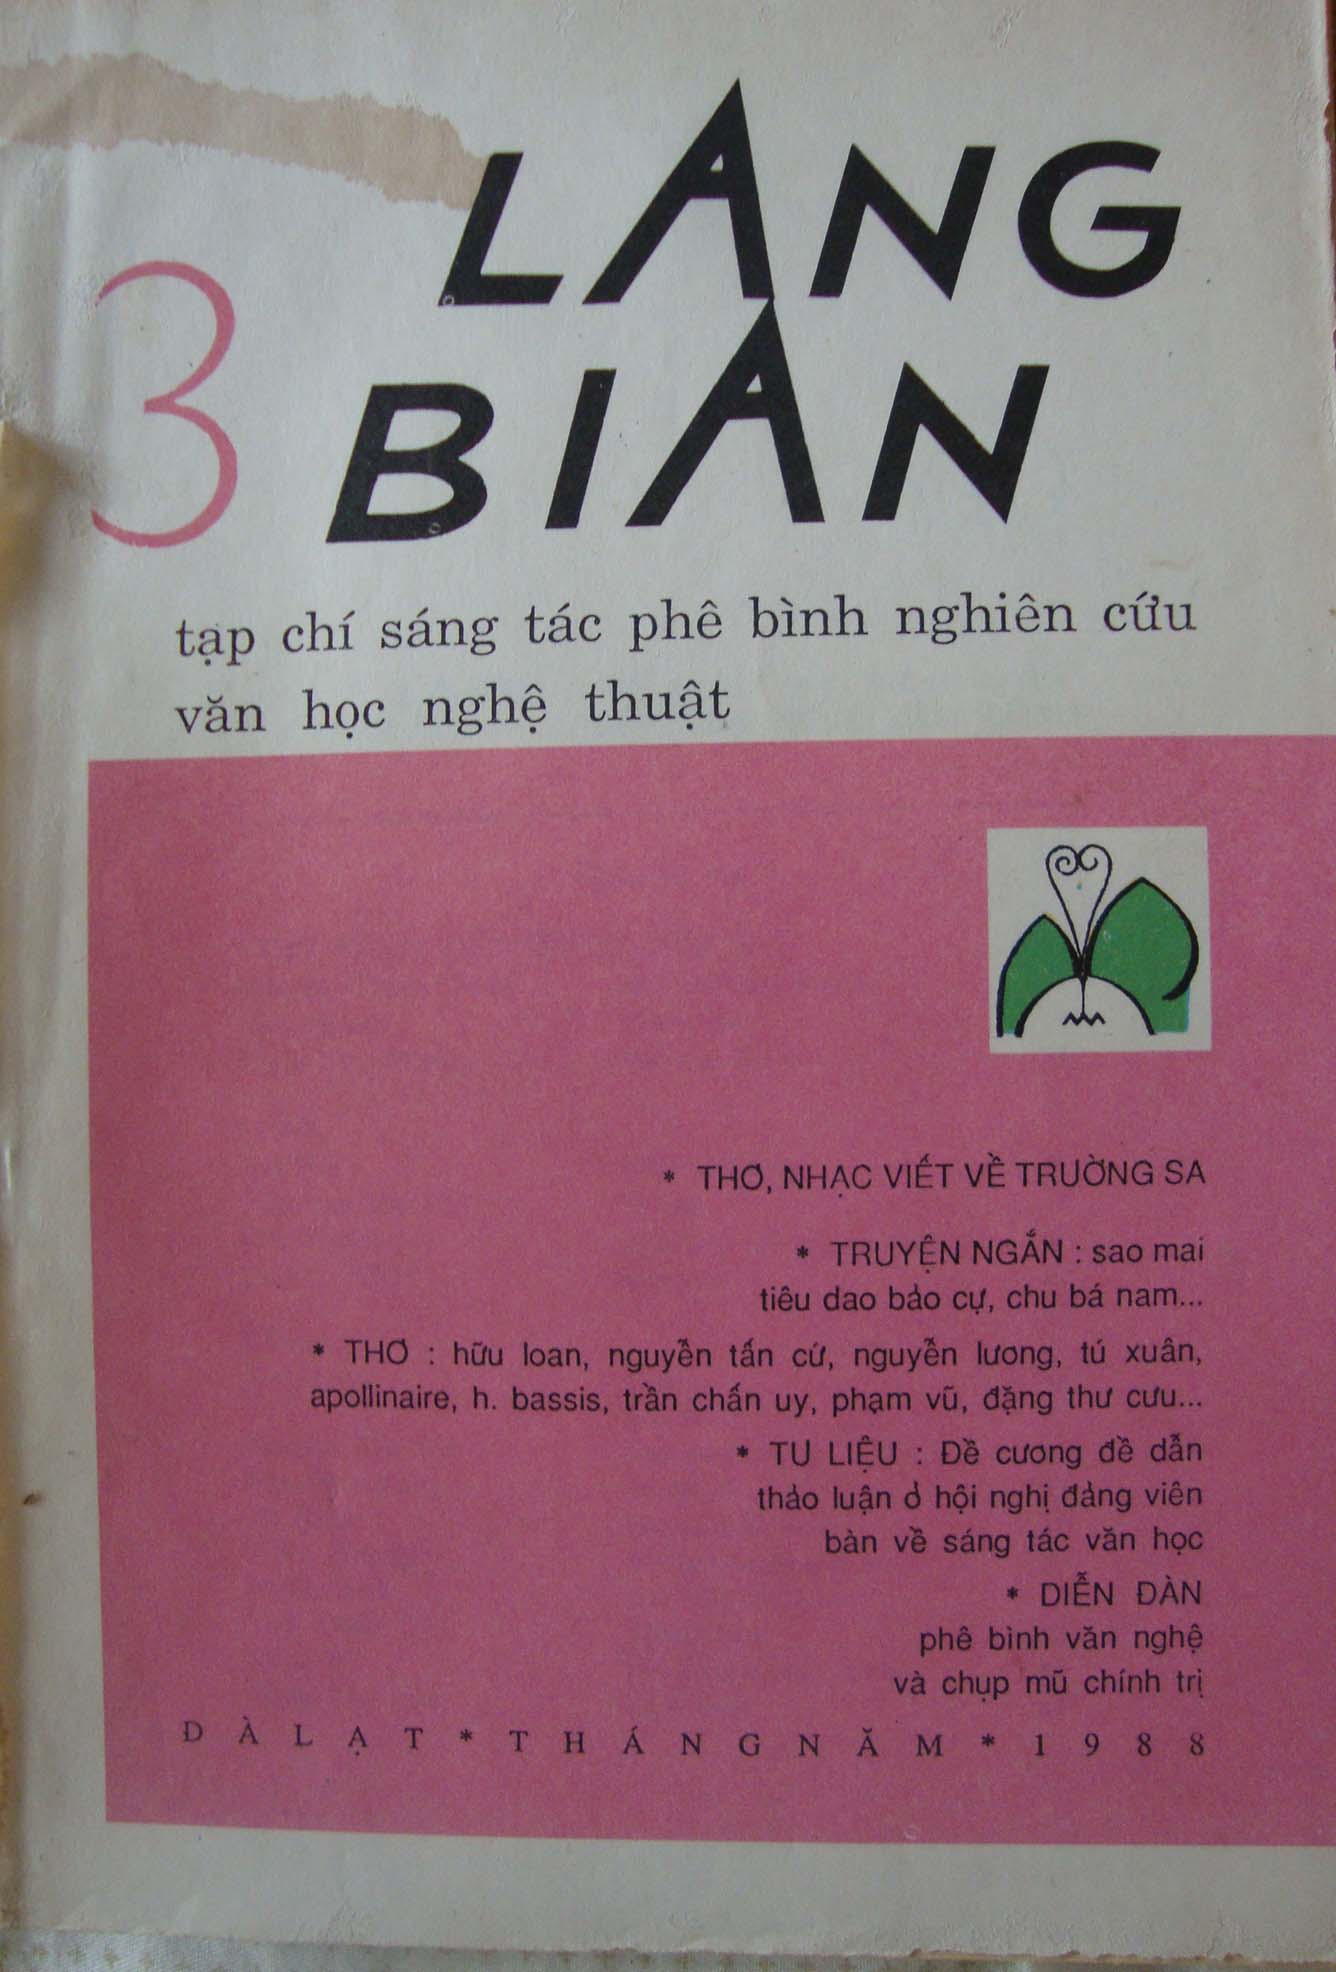 LANG
3
BIAN
tạp chí sáng tác phê bình nghiên cứu
văn học nghệ thuật
* THƠ, NHẠC VIẾT VỀ TRƯỜNG SA
* TRUYỆN NGẮN : sao mai
tiêu dao bảo cự, chu bá nam...
* THƠ : hữu loan, nguyễn tấn cứ, nguyễn lương, tú xuân,
apollinaire, h. bassis, trần chấn uy, phạm vũ, đặng thư cưu...
* TƯ LIỆU : Đề cương đề dẫn
thảo luận ở hội nghị đảng viên
bàn về sáng tác văn học
* DIỄN ĐÀN
phê bình văn nghệ
và chụp mũ chính trị
ĐÀ LẠT * THÁNG NĂM * 1988